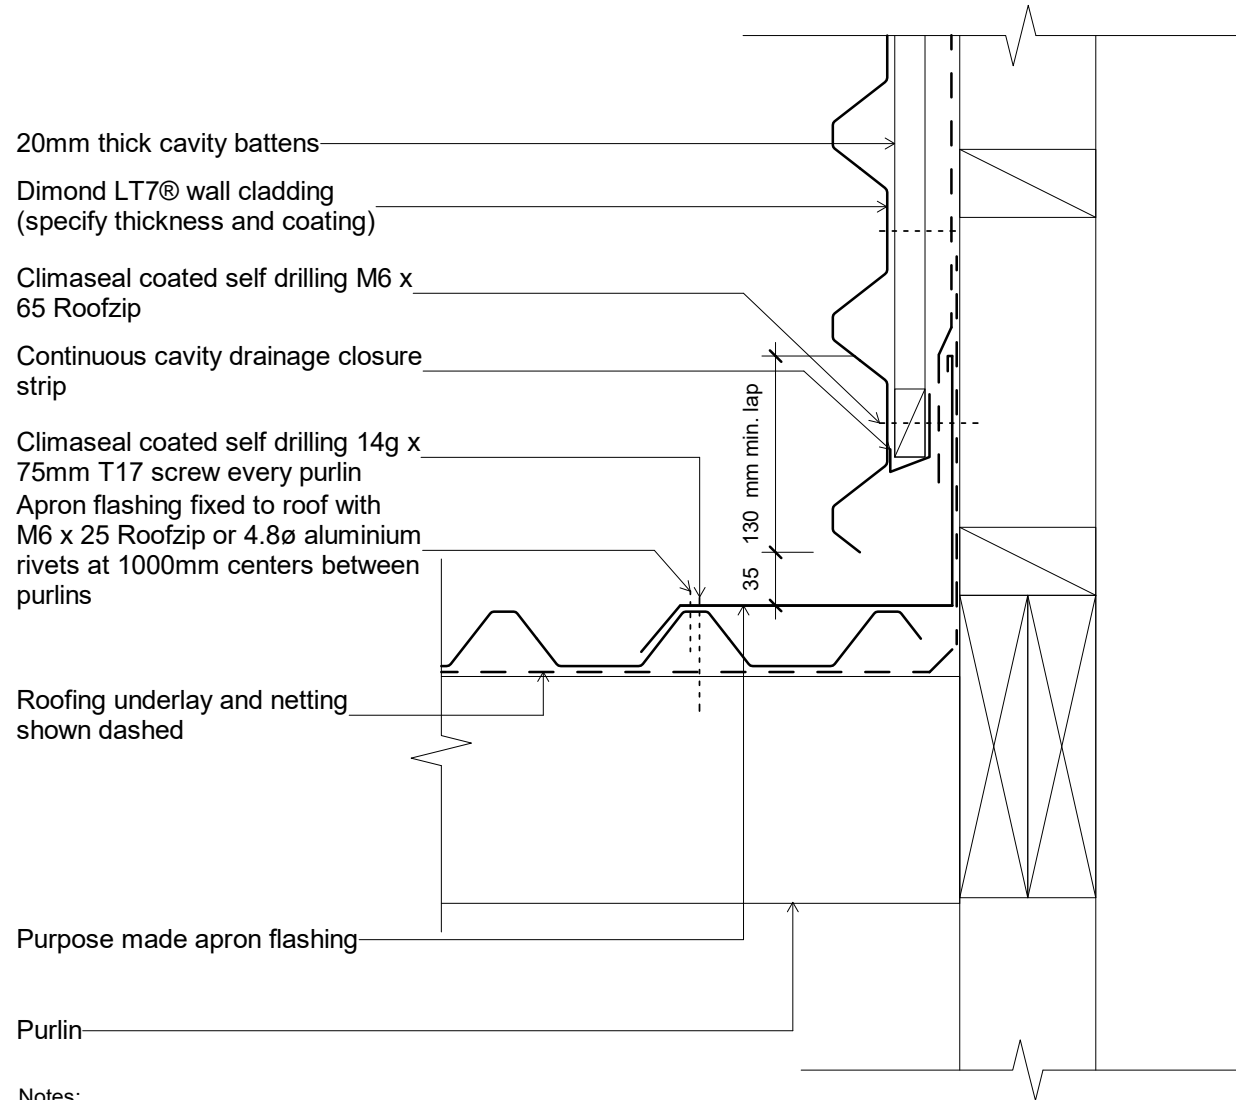 20mm thick cavity battens
Dimond LT7® wall cladding
(specify thickness and coating)
Climaseal coated self drilling M6 x
65 Roofzip
Continuous cavity drainage closure
strip
Climaseal coated self drilling 14g x
75mm T17 screw every purlin
Apron flashing fixed to roof with
M6 x 25 Roofzip or 4.8ø aluminium
rivets at 1000mm centers between
purlins
Roofing underlay and netting
shown dashed
Purpose made apron flashing
Purlin
130 mm min. lap
35
Notes: